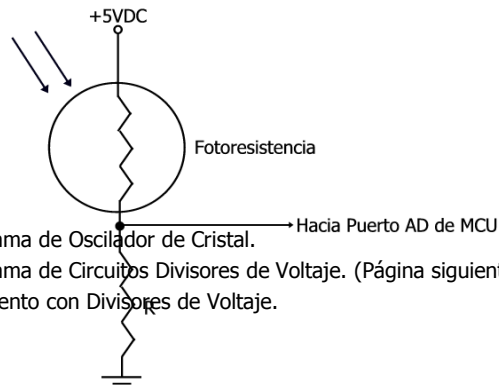 +5VDC
Fotoresistencia
Hacia Puerto AD de MCU
ama de Oscilador de Cristal.
ama de Circuitos Divisores de Voltaje. (Página siguient
ento con Divisores de Voltaje.
R